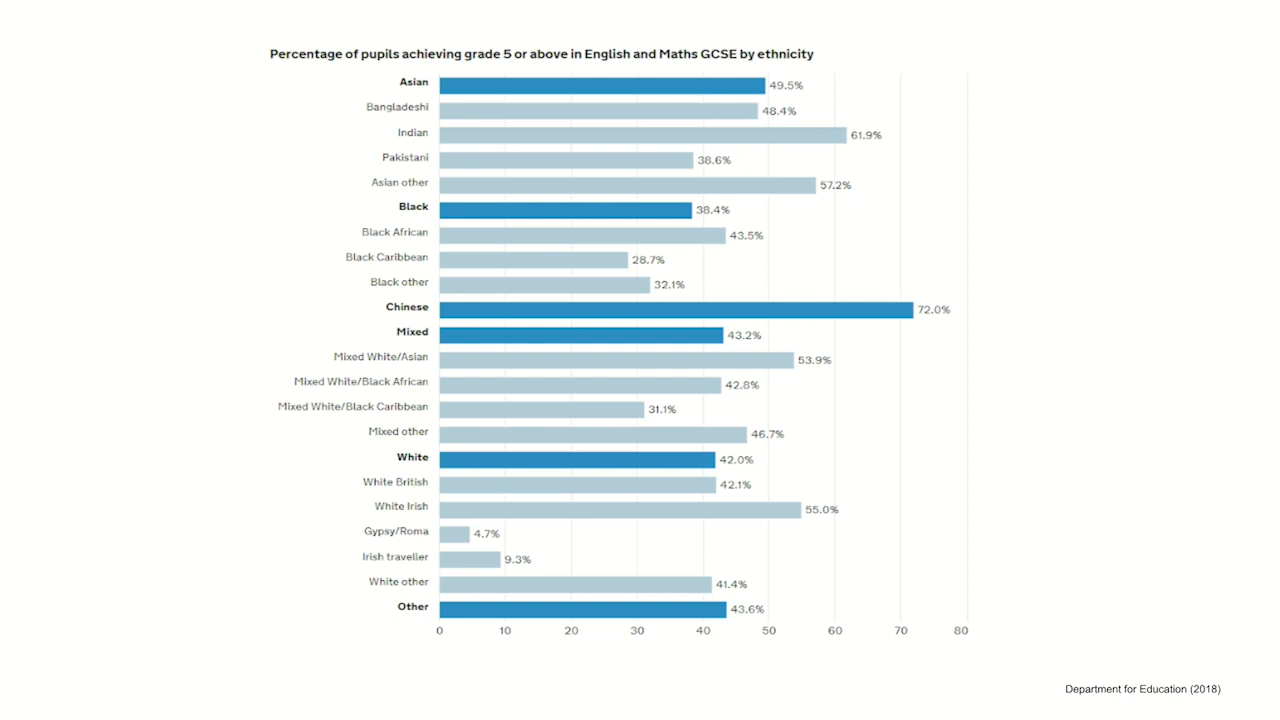 Percentage of pupils achieving grade 5 or above in English and Maths GCSE by ethnicity
Asian 49.5%
Bangladeshi 48.4%
Indian 61.9%
Pakistani 38.6%
Asian other 57.2%
Black 38.4%
Black African 43.5%
Black Caribbean 28.7%
Black other 32.1%
Chinese 72.0%
Mixed 43.2%
Mixed White/Asian 53.9%
Mixed White/Black African 42.8%
Mixed White/Black Caribbean 31.1%
Mixed other 46.7%
White 42.0%
White British 42.1%
White Irish 55.0%
Gypsy/Roma 4.7%
Irish traveller 9.3%
White other 41.4%
Other 43.6%
0 10 20 30 40 50 60 70 80
Department for Education (2018)